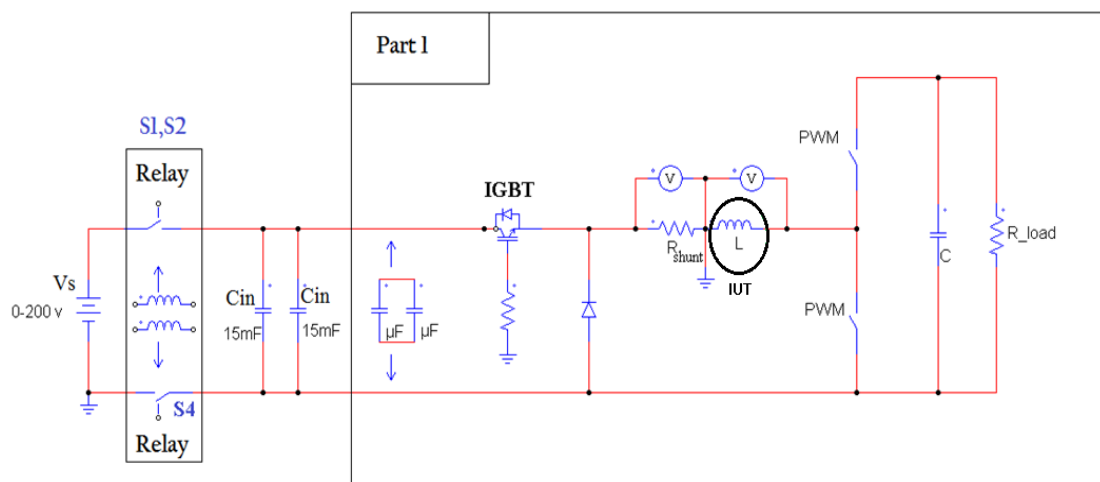 Part 1
S1,S2
Relay
Vs
0-200 v
S4
Relay
Cin
15mF
Cin
15mF
µF
µF
IGBT
V
V
R
shunt
L
IUT
PWM
PWM
C
R_load